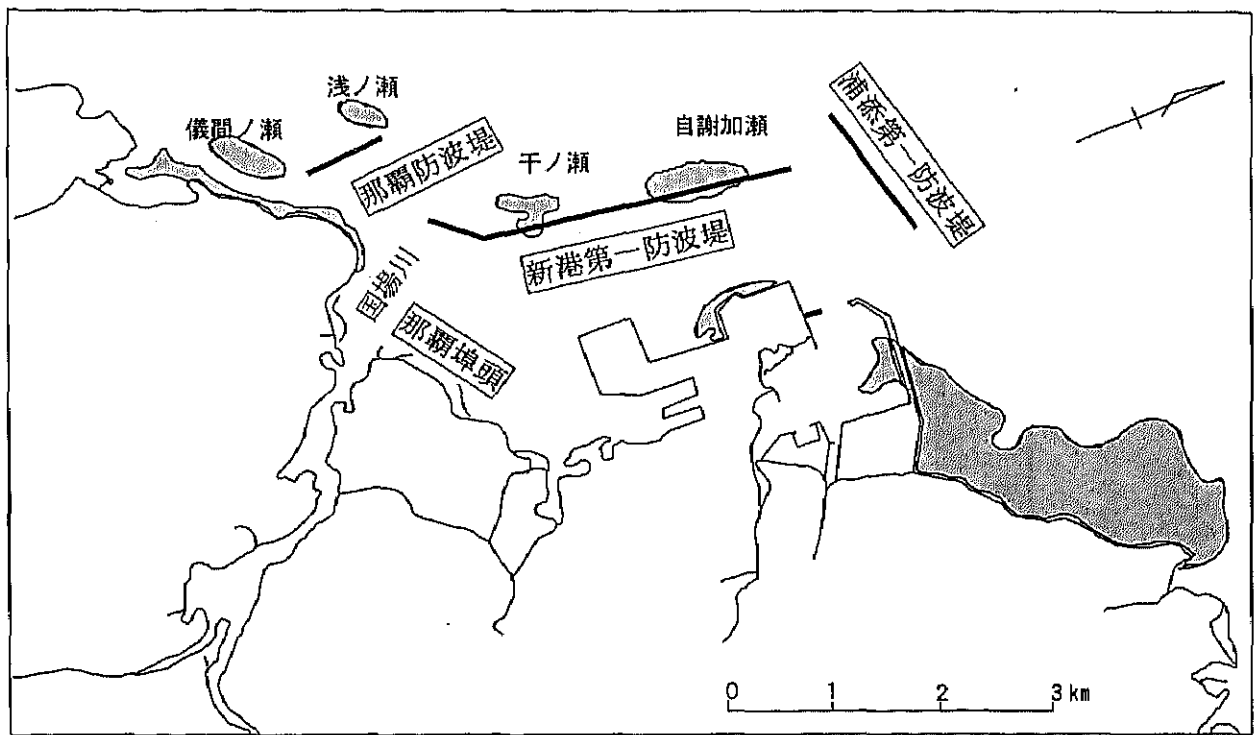 浅ノ瀬
儀間ノ瀬
那覇防波堤
干ノ瀬
自謝加瀬
浦添第一防波堤
新港第一防波堤
国場川
那覇埠頭
0 1 2 3 km